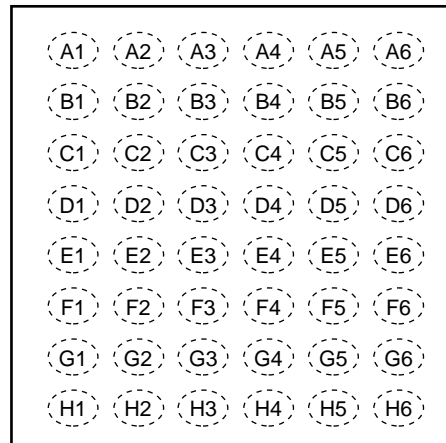 A1 A2 A3 A4 A5 A6
B1 B2 B3 B4 B5 B6
C1 C2 C3 C4 C5 C6
D1 D2 D3 D4 D5 D6
E1 E2 E3 E4 E5 E6
F1 F2 F3 F4 F5 F6
G1 G2 G3 G4 G5 G6
H1 H2 H3 H4 H5 H6